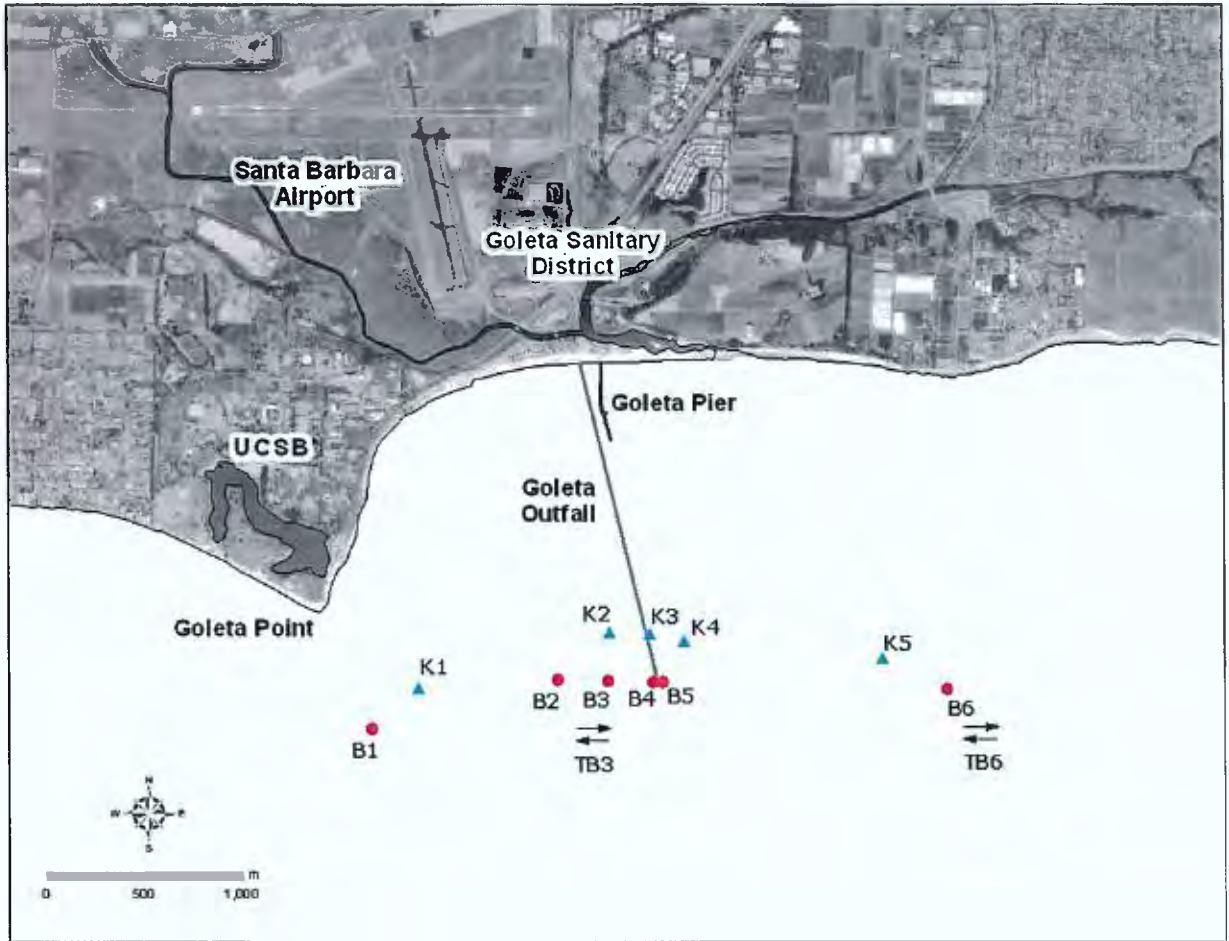 Santa Barbara
Airport
Goleta Sanitary
District
Goleta Pier
UCSB
Goleta
Outfall
Goleta Point
K2
K3
K4
K5
K1
B2
B3
B4
B5
B6
B1
TB3
TB6
N
W
E
S
m
0
500
1,000